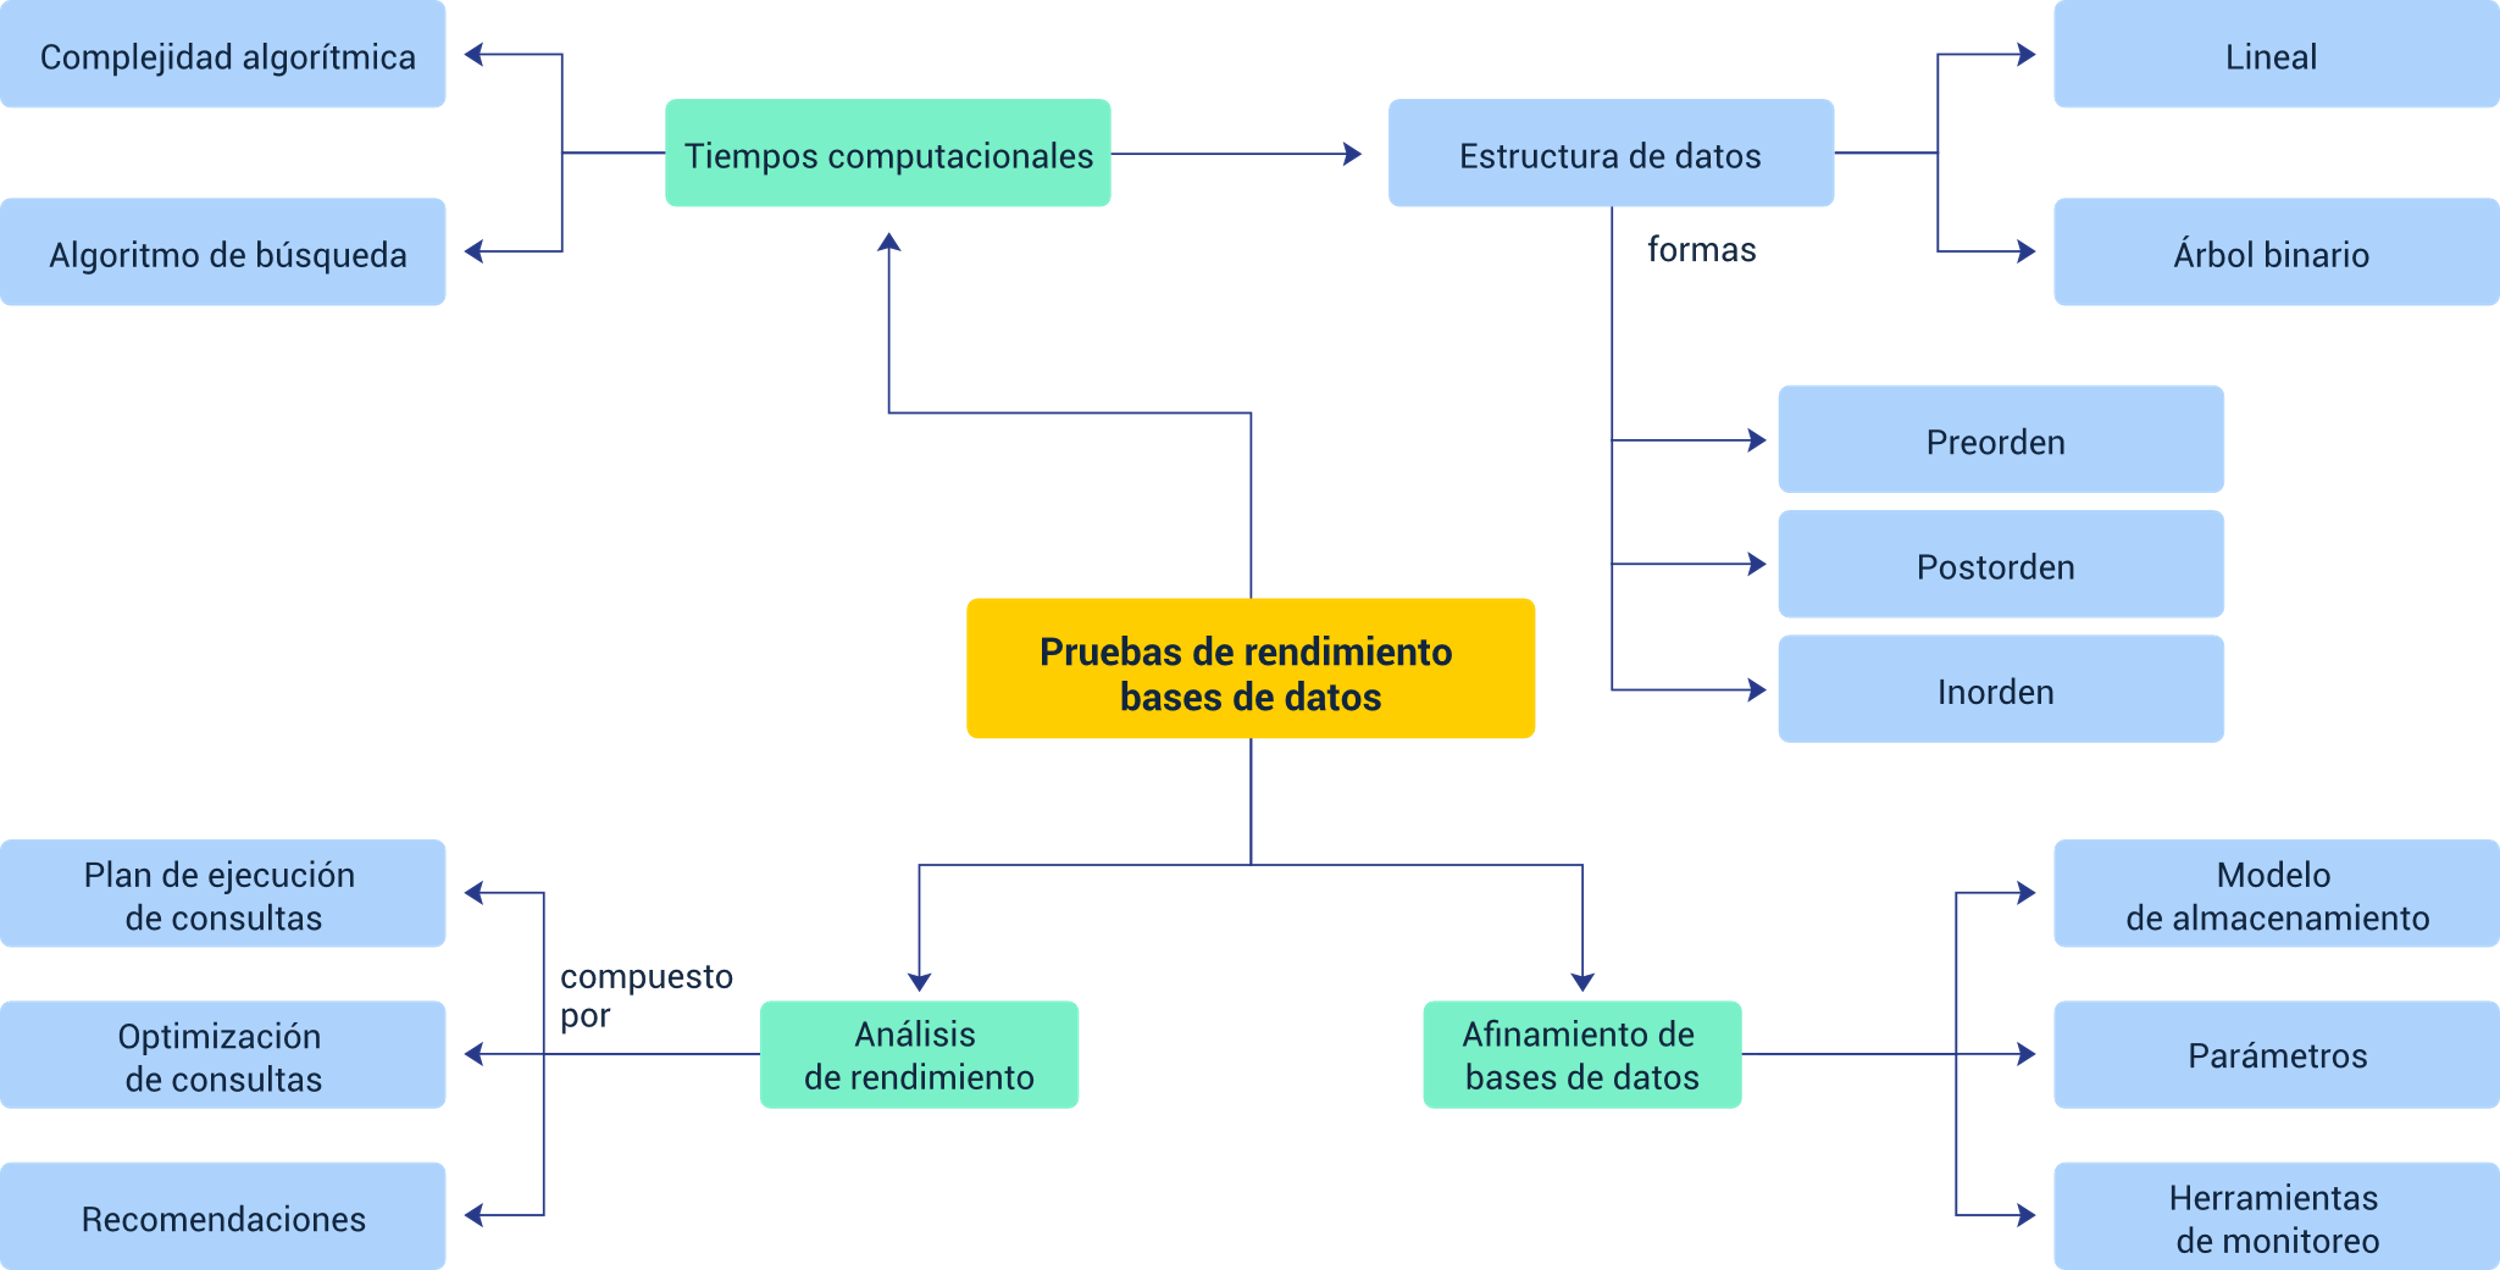 Complejidad algorítmica
Algoritmo de búsqueda
Tiempos computacionales
Estructura de datos
Lineal
Árbol binario
formas
Preorden
Postorden
Inorden
Pruebas de rendimiento
bases de datos
Plan de ejecución
de consultas
Optimización
de consultas
Recomendaciones
compuesto
por
Análisis
de rendimiento
Afinamiento de
bases de datos
Modelo
de almacenamiento
Parámetros
Herramientas
de monitoreo